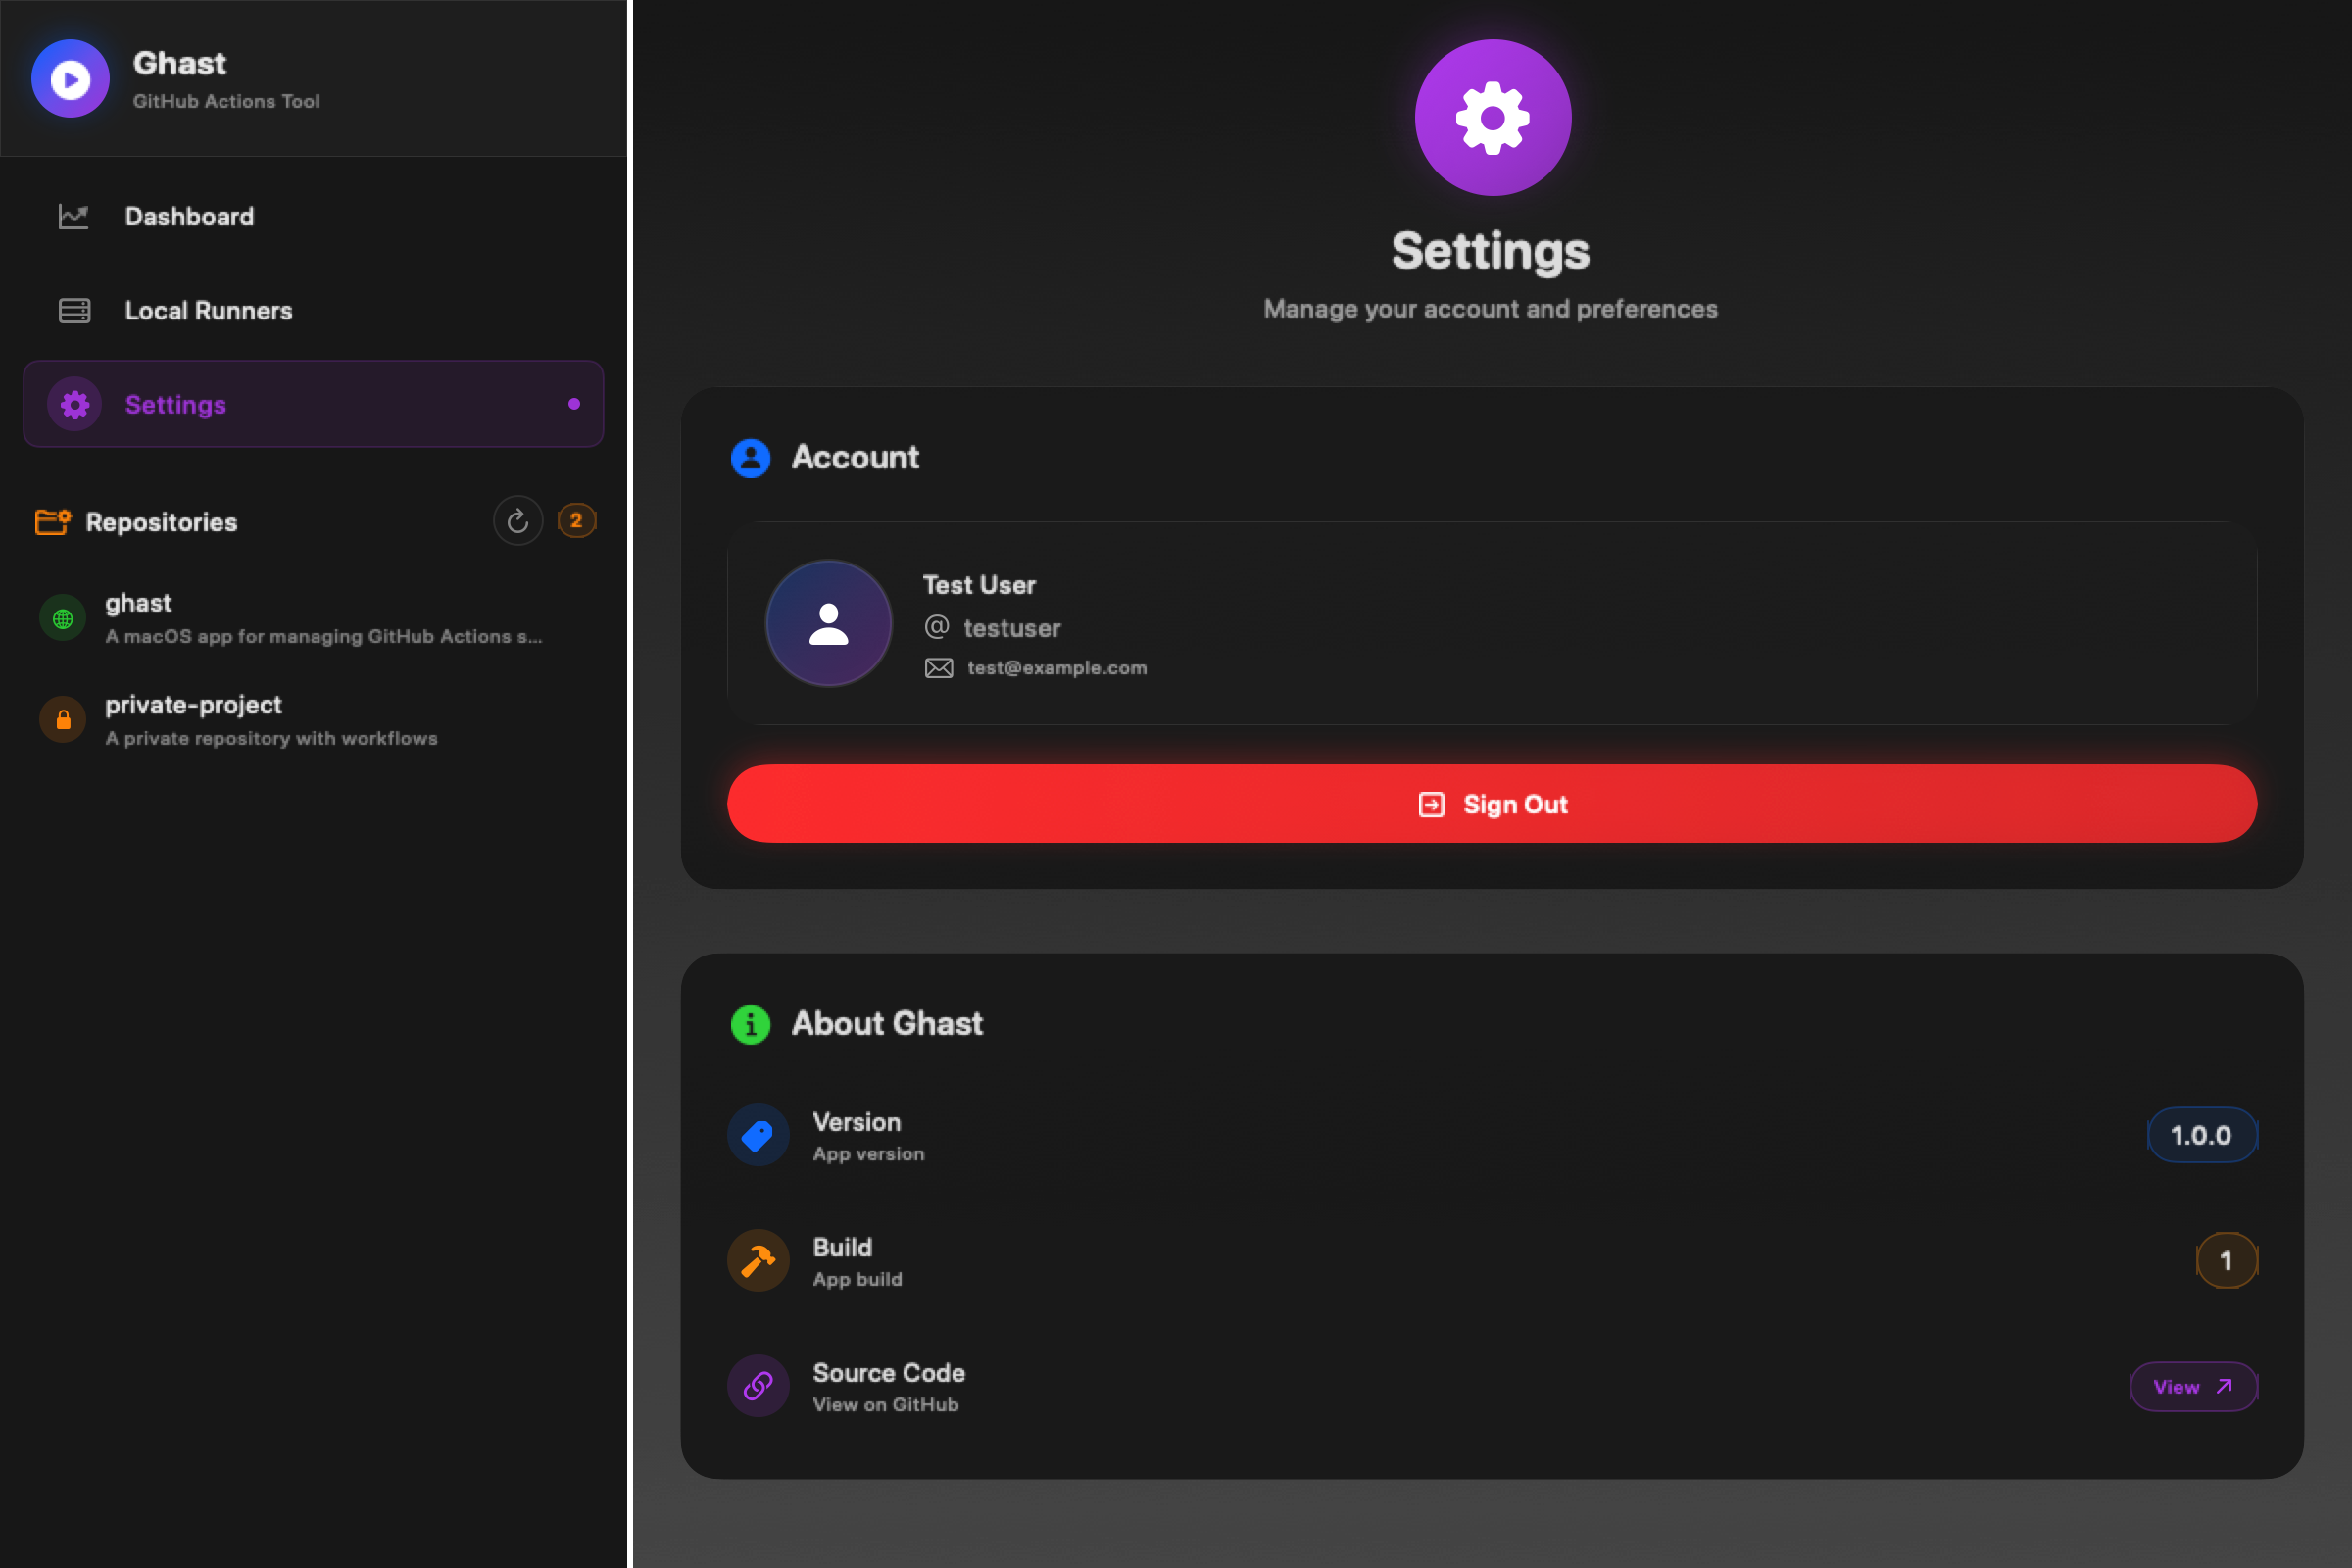 Ghast
GitHub Actions Tool
Dashboard
Local Runners
Settings
Repositories
2
ghast
A macOS app for managing GitHub Actions s...
private-project
A private repository with workflows
Settings
Manage your account and preferences
Account
Test User
@ testuser
test@example.com
Sign Out
About Ghast
Version
App version
1.0.0
Build
App build
1
Source Code
View on GitHub
View